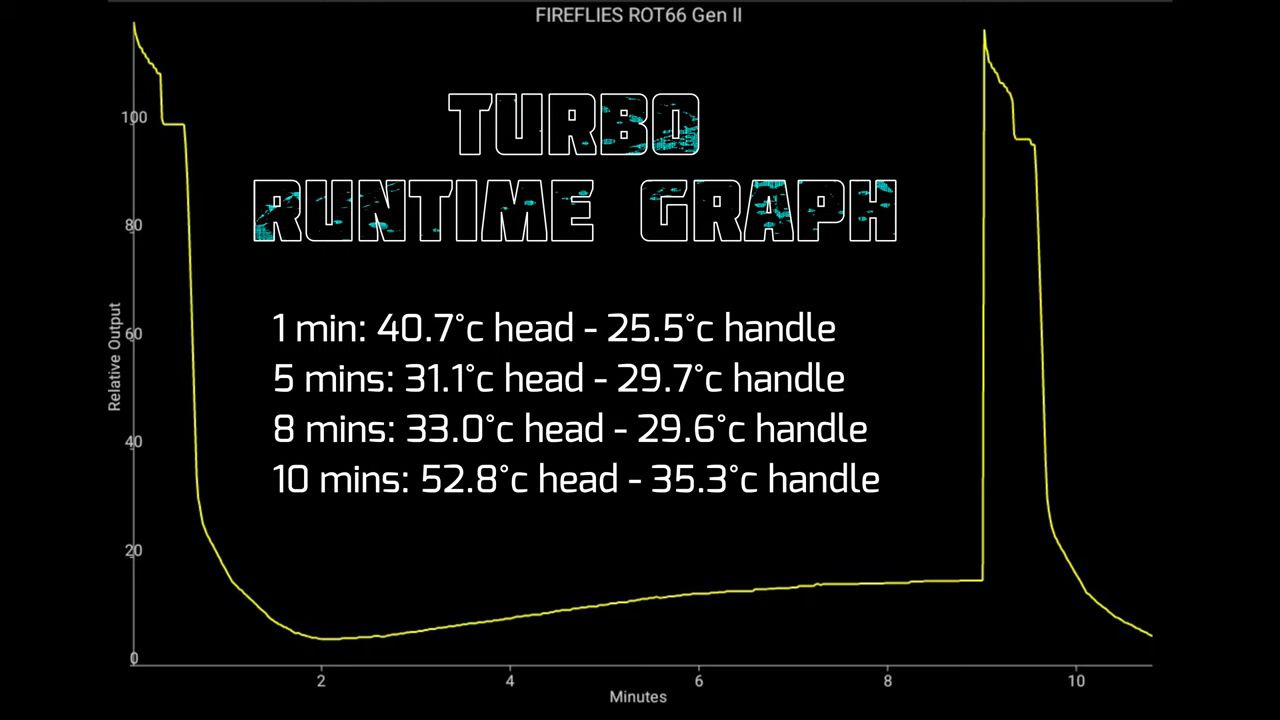 FIREFLIES ROT66 Gen II
TURBO
RUNTIME GRAPH
1 min: 40.7°c head - 25.5°c handle
5 mins: 31.1°c head - 29.7°c handle
8 mins: 33.0°c head - 29.6°c handle
10 mins: 52.8°c head - 35.3°c handle
Relative Output
100
80
60
40
20
0
2 4 6 8 10
Minutes